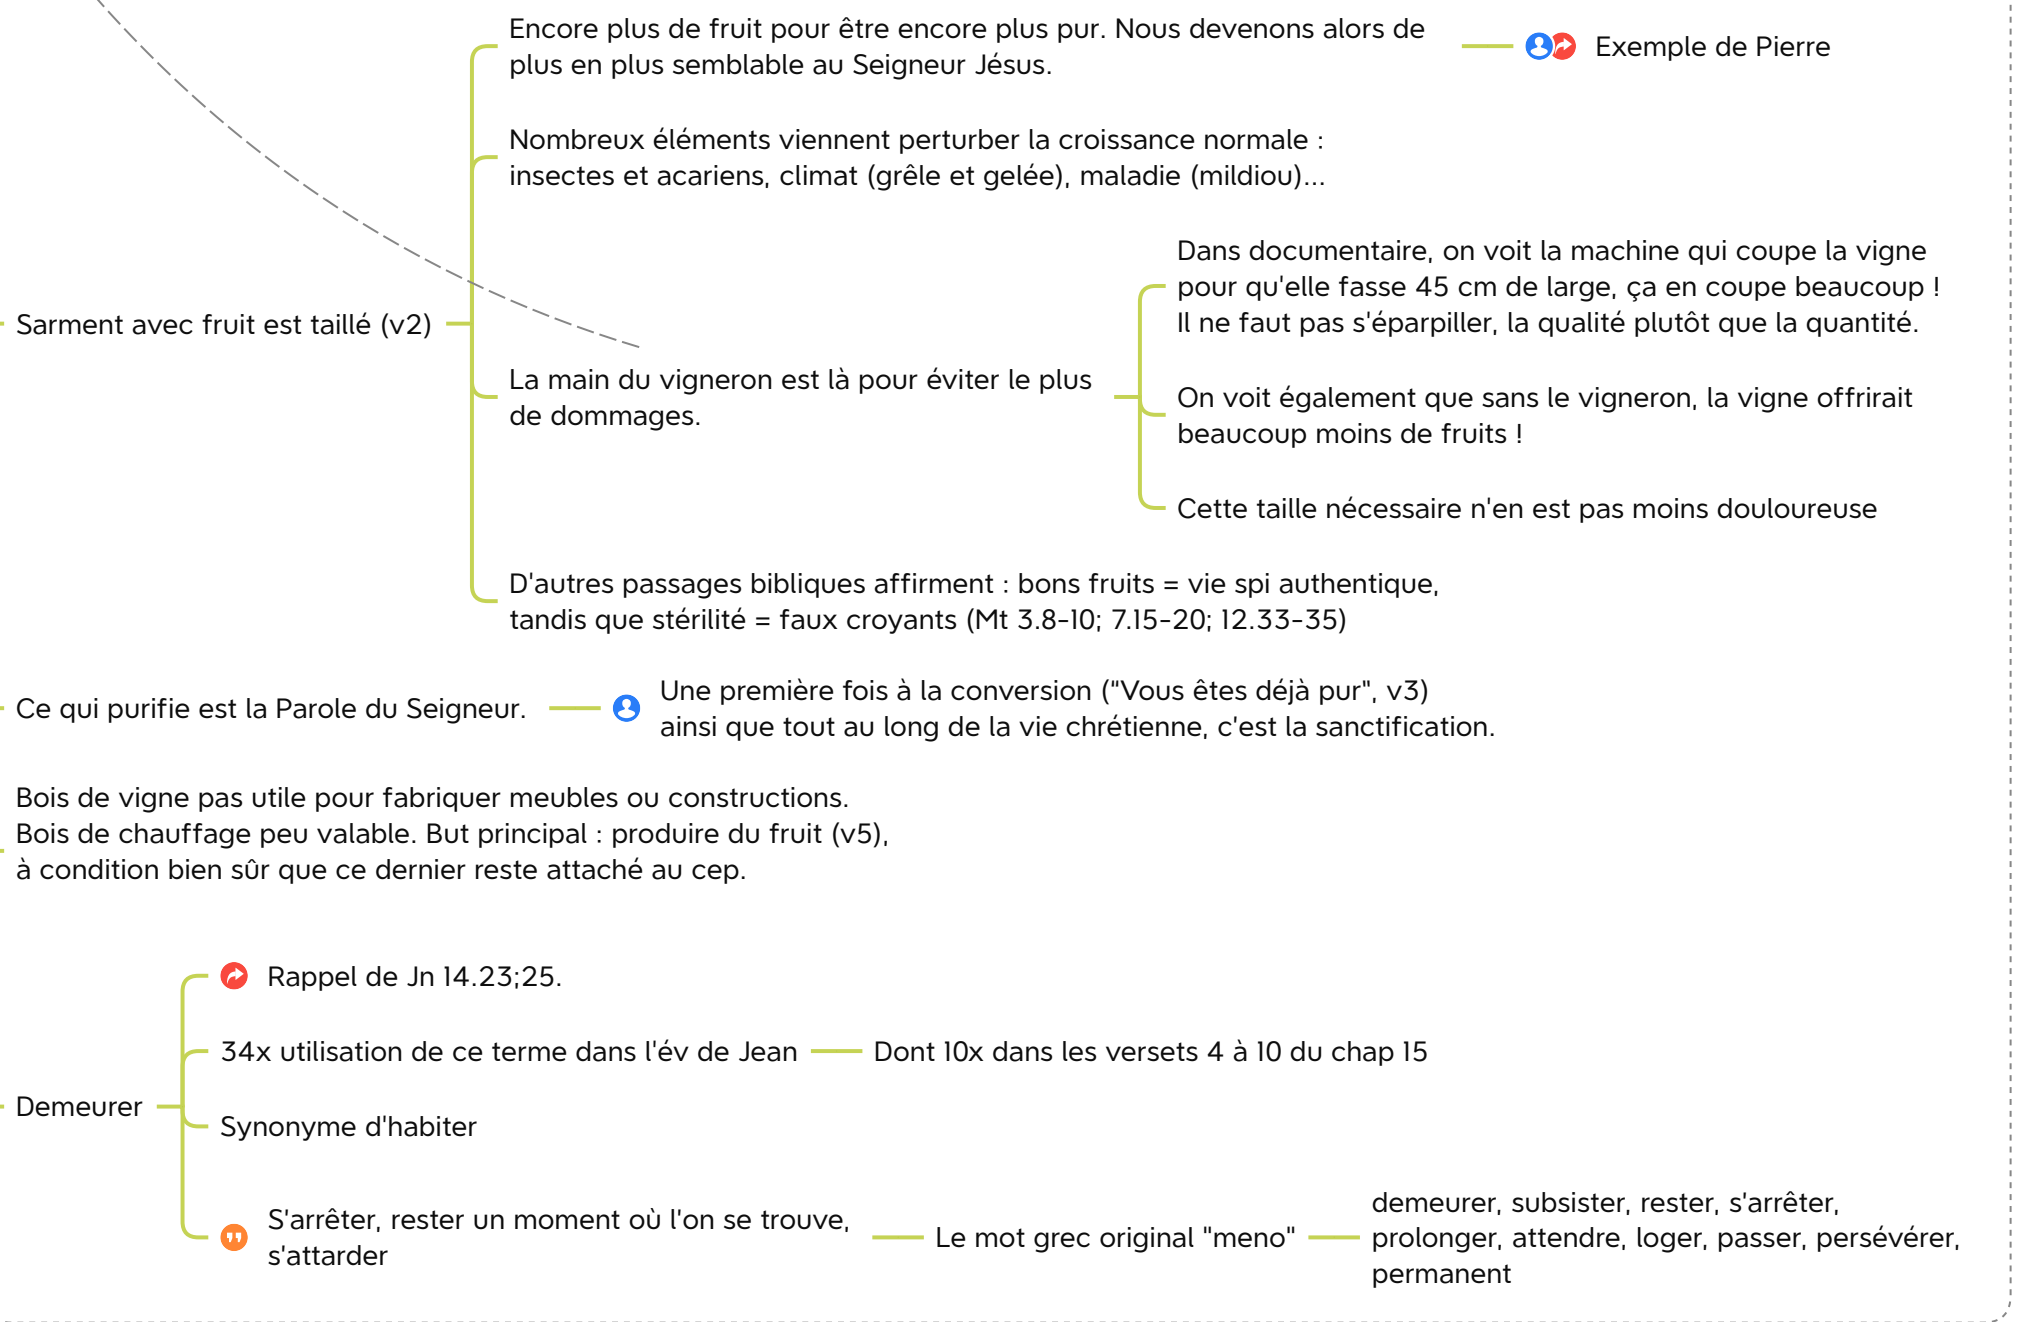 Encore plus de fruit pour être encore plus pur. Nous devenons alors de
plus en plus semblable au Seigneur Jésus.
Exemple de Pierre
Nombreux éléments viennent perturber la croissance normale :
insectes et acariens, climat (grêle et gelée), maladie (mildiou)...
Sarment avec fruit est taillé (v2)
La main du vigneron est là pour éviter le plus
de dommages.
Dans documentaire, on voit la machine qui coupe la vigne
pour qu'elle fasse 45 cm de large, ça en coupe beaucoup !
Il ne faut pas s'éparpiller, la qualité plutôt que la quantité.
On voit également que sans le vigneron, la vigne offrirait
beaucoup moins de fruits !
Cette taille nécessaire n'en est pas moins douloureuse
D'autres passages bibliques affirment : bons fruits = vie spi authentique,
tandis que stérilité = faux croyants (Mt 3.8-10; 7.15-20; 12.33-35)
Ce qui purifie est la Parole du Seigneur.
Une première fois à la conversion ("Vous êtes déjà pur", v3)
ainsi que tout au long de la vie chrétienne, c'est la sanctification.
Bois de vigne pas utile pour fabriquer meubles ou constructions.
Bois de chauffage peu valable. But principal : produire du fruit (v5),
à condition bien sûr que ce dernier reste attaché au cep.
Demeurer
Rappel de Jn 14.23;25.
34x utilisation de ce terme dans l'év de Jean
Dont 10x dans les versets 4 à 10 du chap 15
Synonyme d'habiter
S'arrêter, rester un moment où l'on se trouve,
s'attarder
Le mot grec original "meno"
demeurer, subsister, rester, s'arrêter,
prolonger, attendre, loger, passer, persévérer,
permanent